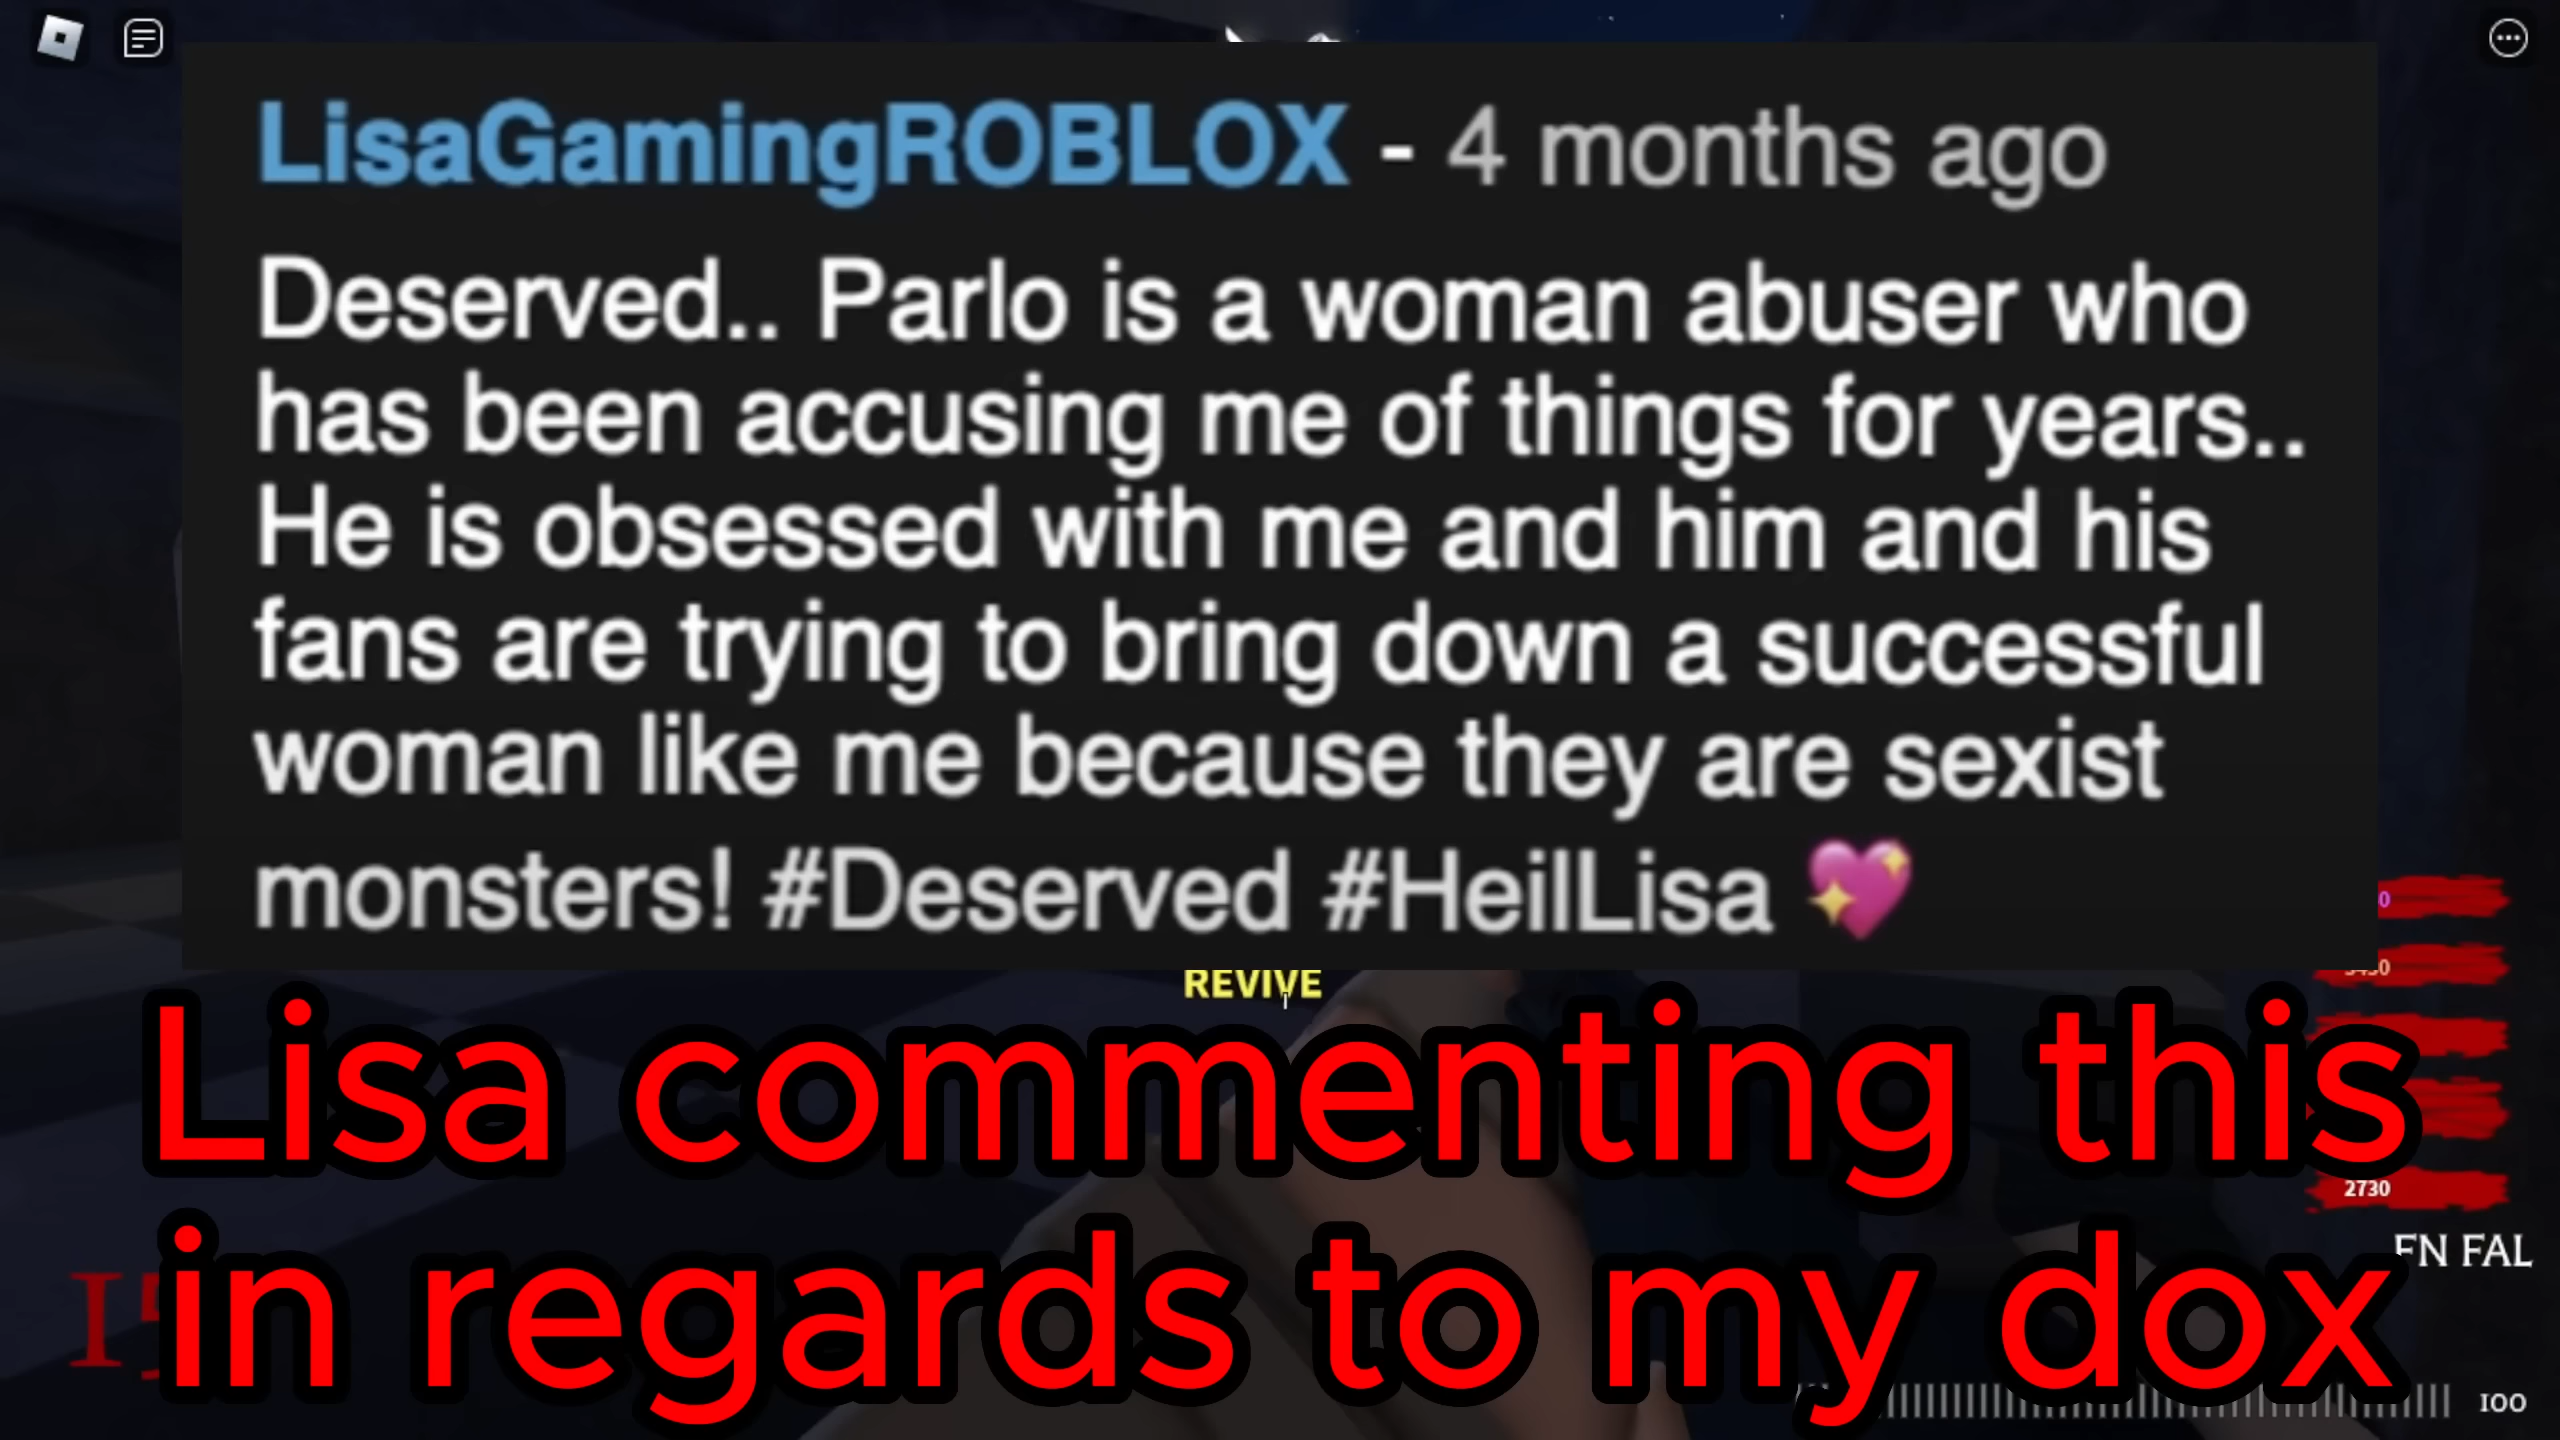 LisaGamingROBLOX - 4 months ago
Deserved.. Parlo is a woman abuser who
has been accusing me of things for years..
He is obsessed with me and him and his
fans are trying to bring down a successful
woman like me because they are sexist
monsters! #Deserved #HeilLisa 💖
REVIVE
Lisa commenting this
in regards to my dox
2730
FN FAL
100